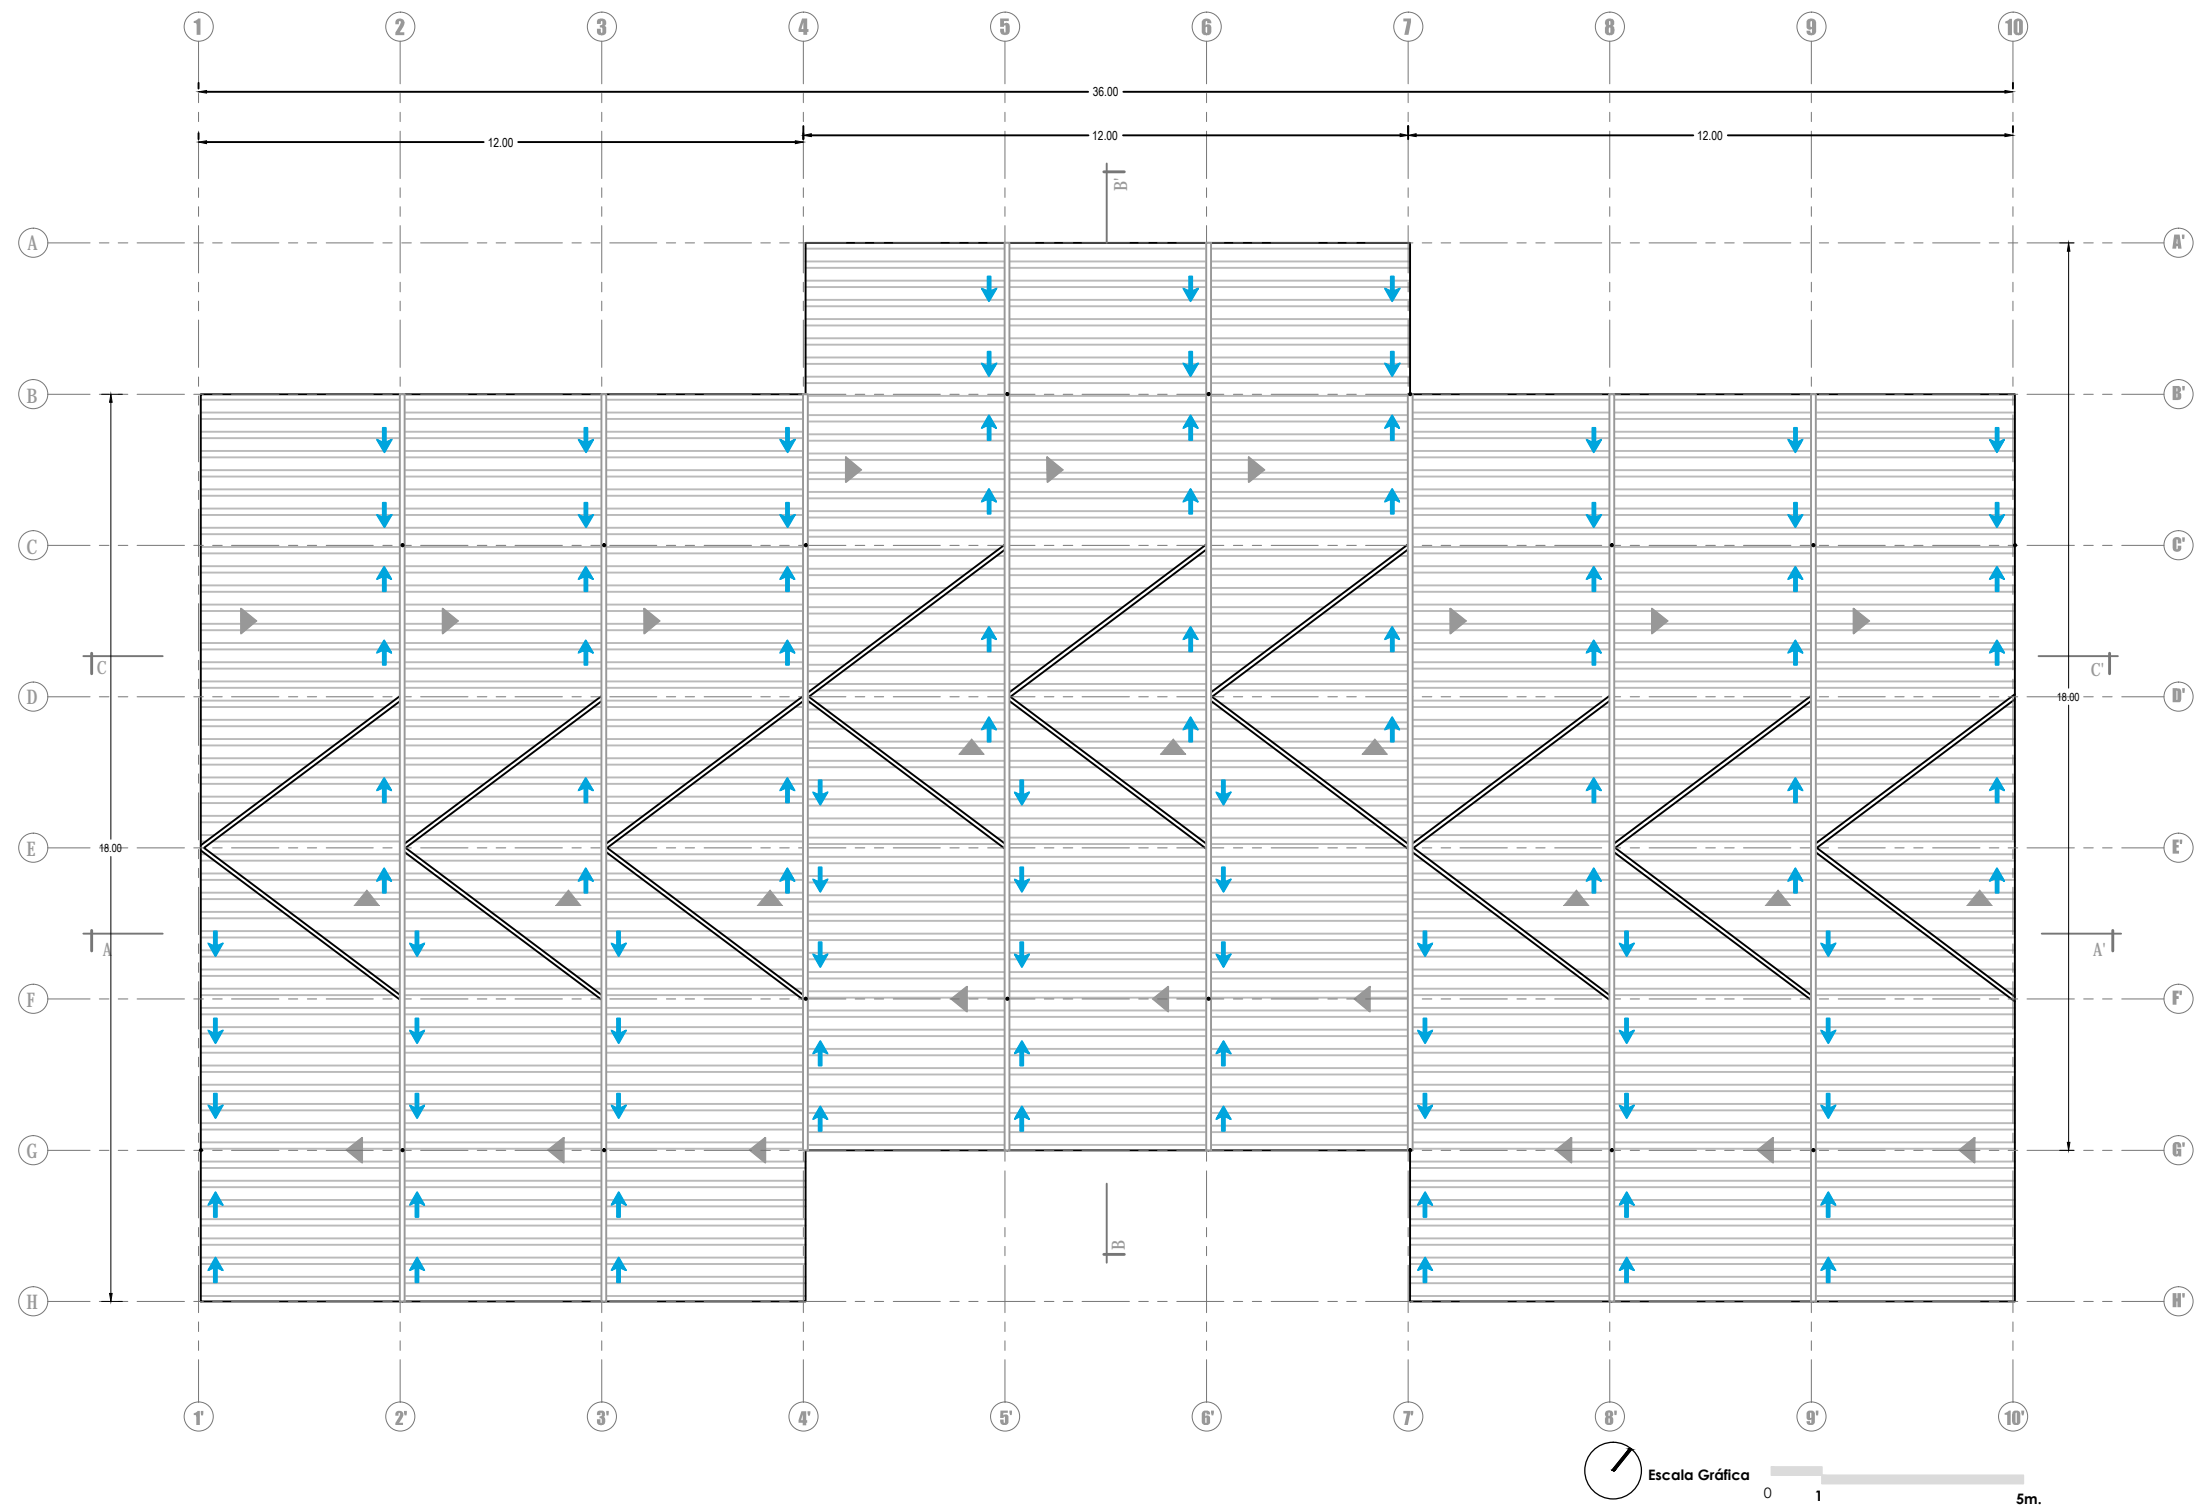 1 2 3 4 5 6 7 8 9 10
36.00
12.00 12.00 12.00
B'
A A'
B B'
C C'
C C'
D D'
18.00
E E'
18.00
A A'
F F'
G G'
B
H H'
1' 2' 3' 4' 5' 6' 7' 8' 9' 10'
Escala Gráfica
0 1 5m.